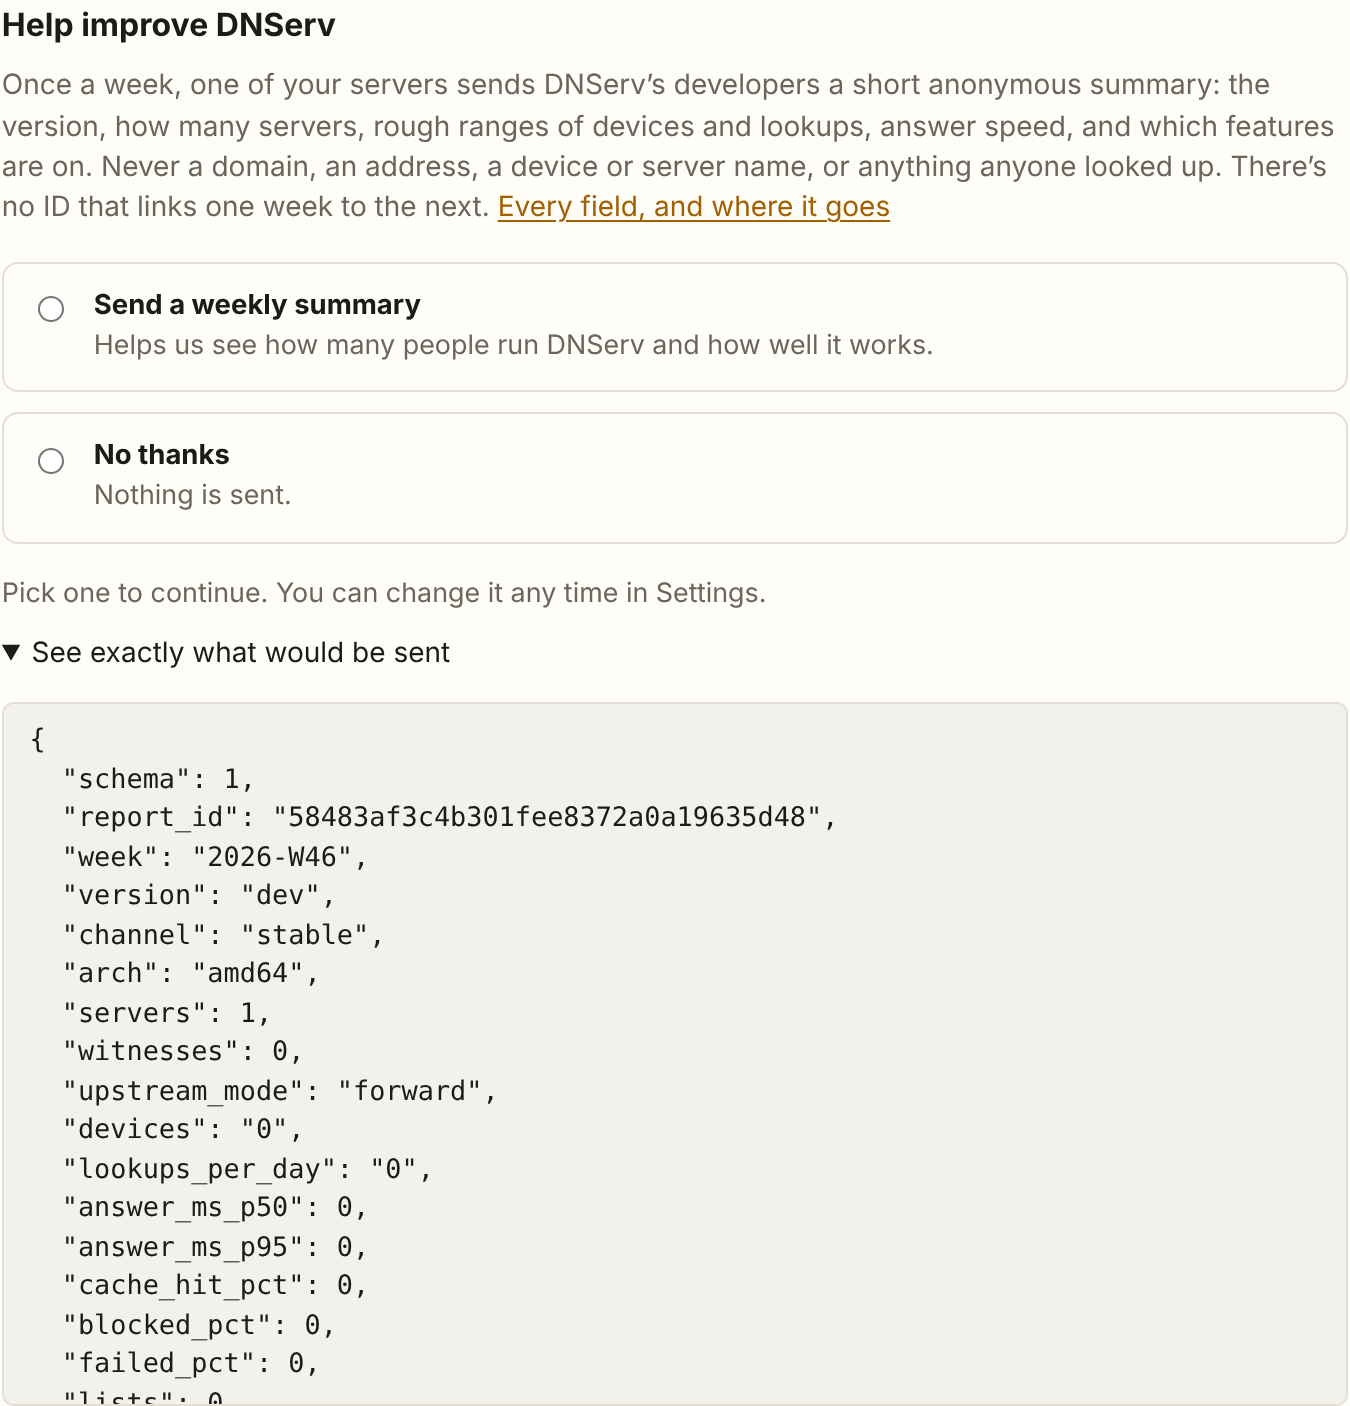 Help improve DNServ
Once a week, one of your servers sends DNServ’s developers a short anonymous summary: the
version, how many servers, rough ranges of devices and lookups, answer speed, and which features
are on. Never a domain, an address, a device or server name, or anything anyone looked up. There’s
no ID that links one week to the next. Every field, and where it goes
Send a weekly summary
Helps us see how many people run DNServ and how well it works.
No thanks
Nothing is sent.
Pick one to continue. You can change it any time in Settings.
▼ See exactly what would be sent
{
  "schema": 1,
  "report_id": "58483af3c4b301fee8372a0a19635d48",
  "week": "2026-W46",
  "version": "dev",
  "channel": "stable",
  "arch": "amd64",
  "servers": 1,
  "witnesses": 0,
  "upstream_mode": "forward",
  "devices": "0",
  "lookups_per_day": "0",
  "answer_ms_p50": 0,
  "answer_ms_p95": 0,
  "cache_hit_pct": 0,
  "blocked_pct": 0,
  "failed_pct": 0,
  "lists": 0